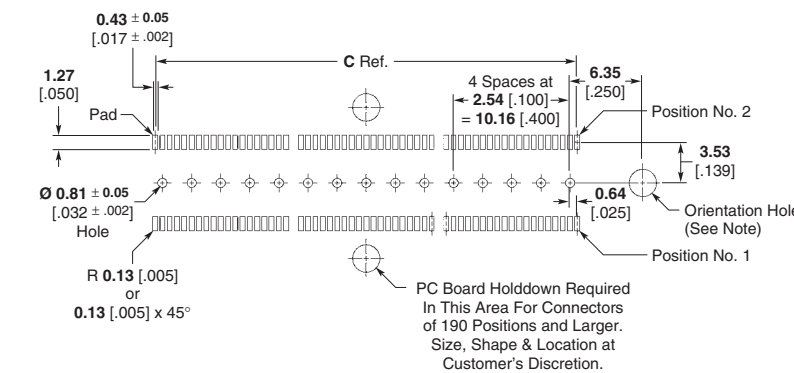 0.43 ± 0.05
[.017 ± .002]
C Ref.
1.27
[.050]
4 Spaces at
2.54 [.100]
= 10.16 [.400]
6.35
[.250]
Pad
Position No. 2
3.53
[.139]
Ø 0.81 ± 0.05
[.032 ± .002]
Hole
0.64
[.025]
Orientation Hole
(See Note)
Position No. 1
R 0.13 [.005]
or
0.13 [.005] x 45°
PC Board Holddown Required
In This Area For Connectors
of 190 Positions and Larger.
Size, Shape & Location at
Customer's Discretion.